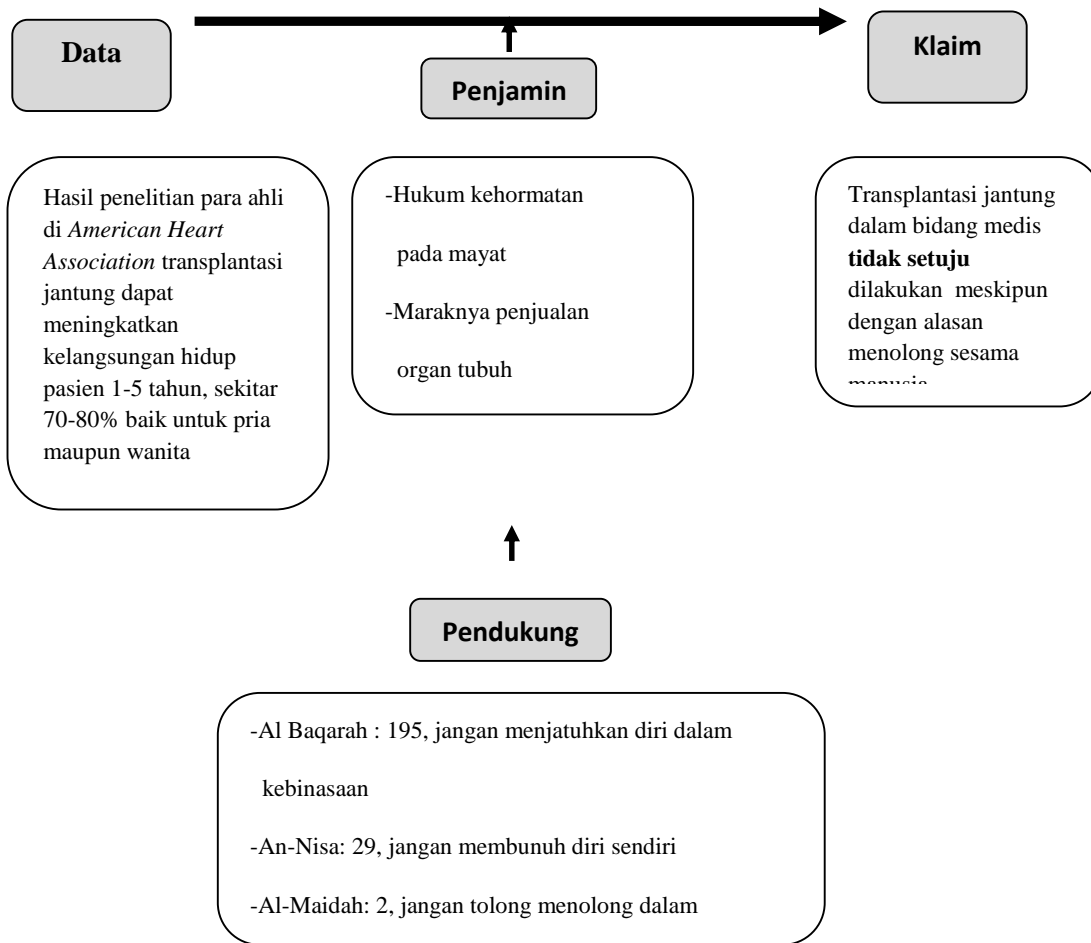 Data
Penjamin
Klaim
Hasil penelitian para ahli
di American Heart
Association transplantasi
jantung dapat
meningkatkan
kelangsungan hidup
pasien 1-5 tahun, sekitar
70-80% baik untuk pria
maupun wanita
-Hukum kehormatan
pada mayat
-Maraknya penjualan
organ tubuh
Transplantasi jantung
dalam bidang medis
tidak setuju
dilakukan meskipun
dengan alasan
menolong sesama
manusia
Pendukung
-Al Baqarah : 195, jangan menjatuhkan diri dalam
kebinasaan
-An-Nisa: 29, jangan membunuh diri sendiri
-Al-Maidah: 2, jangan tolong menolong dalam